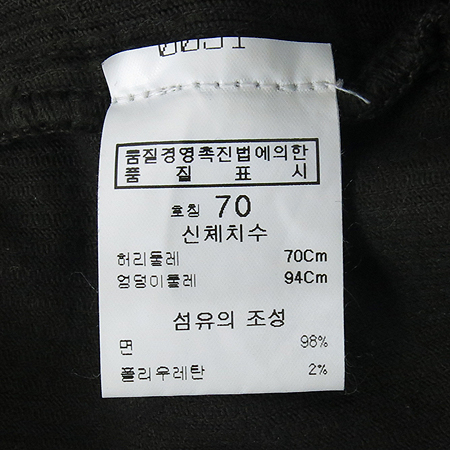 품질경영촉진법에의한
품 질 표 시
호칭 70
신체치수
허리둘레 70Cm
엉덩이둘레 94Cm
섬유의 조성
면 98%
폴리우레탄 2%